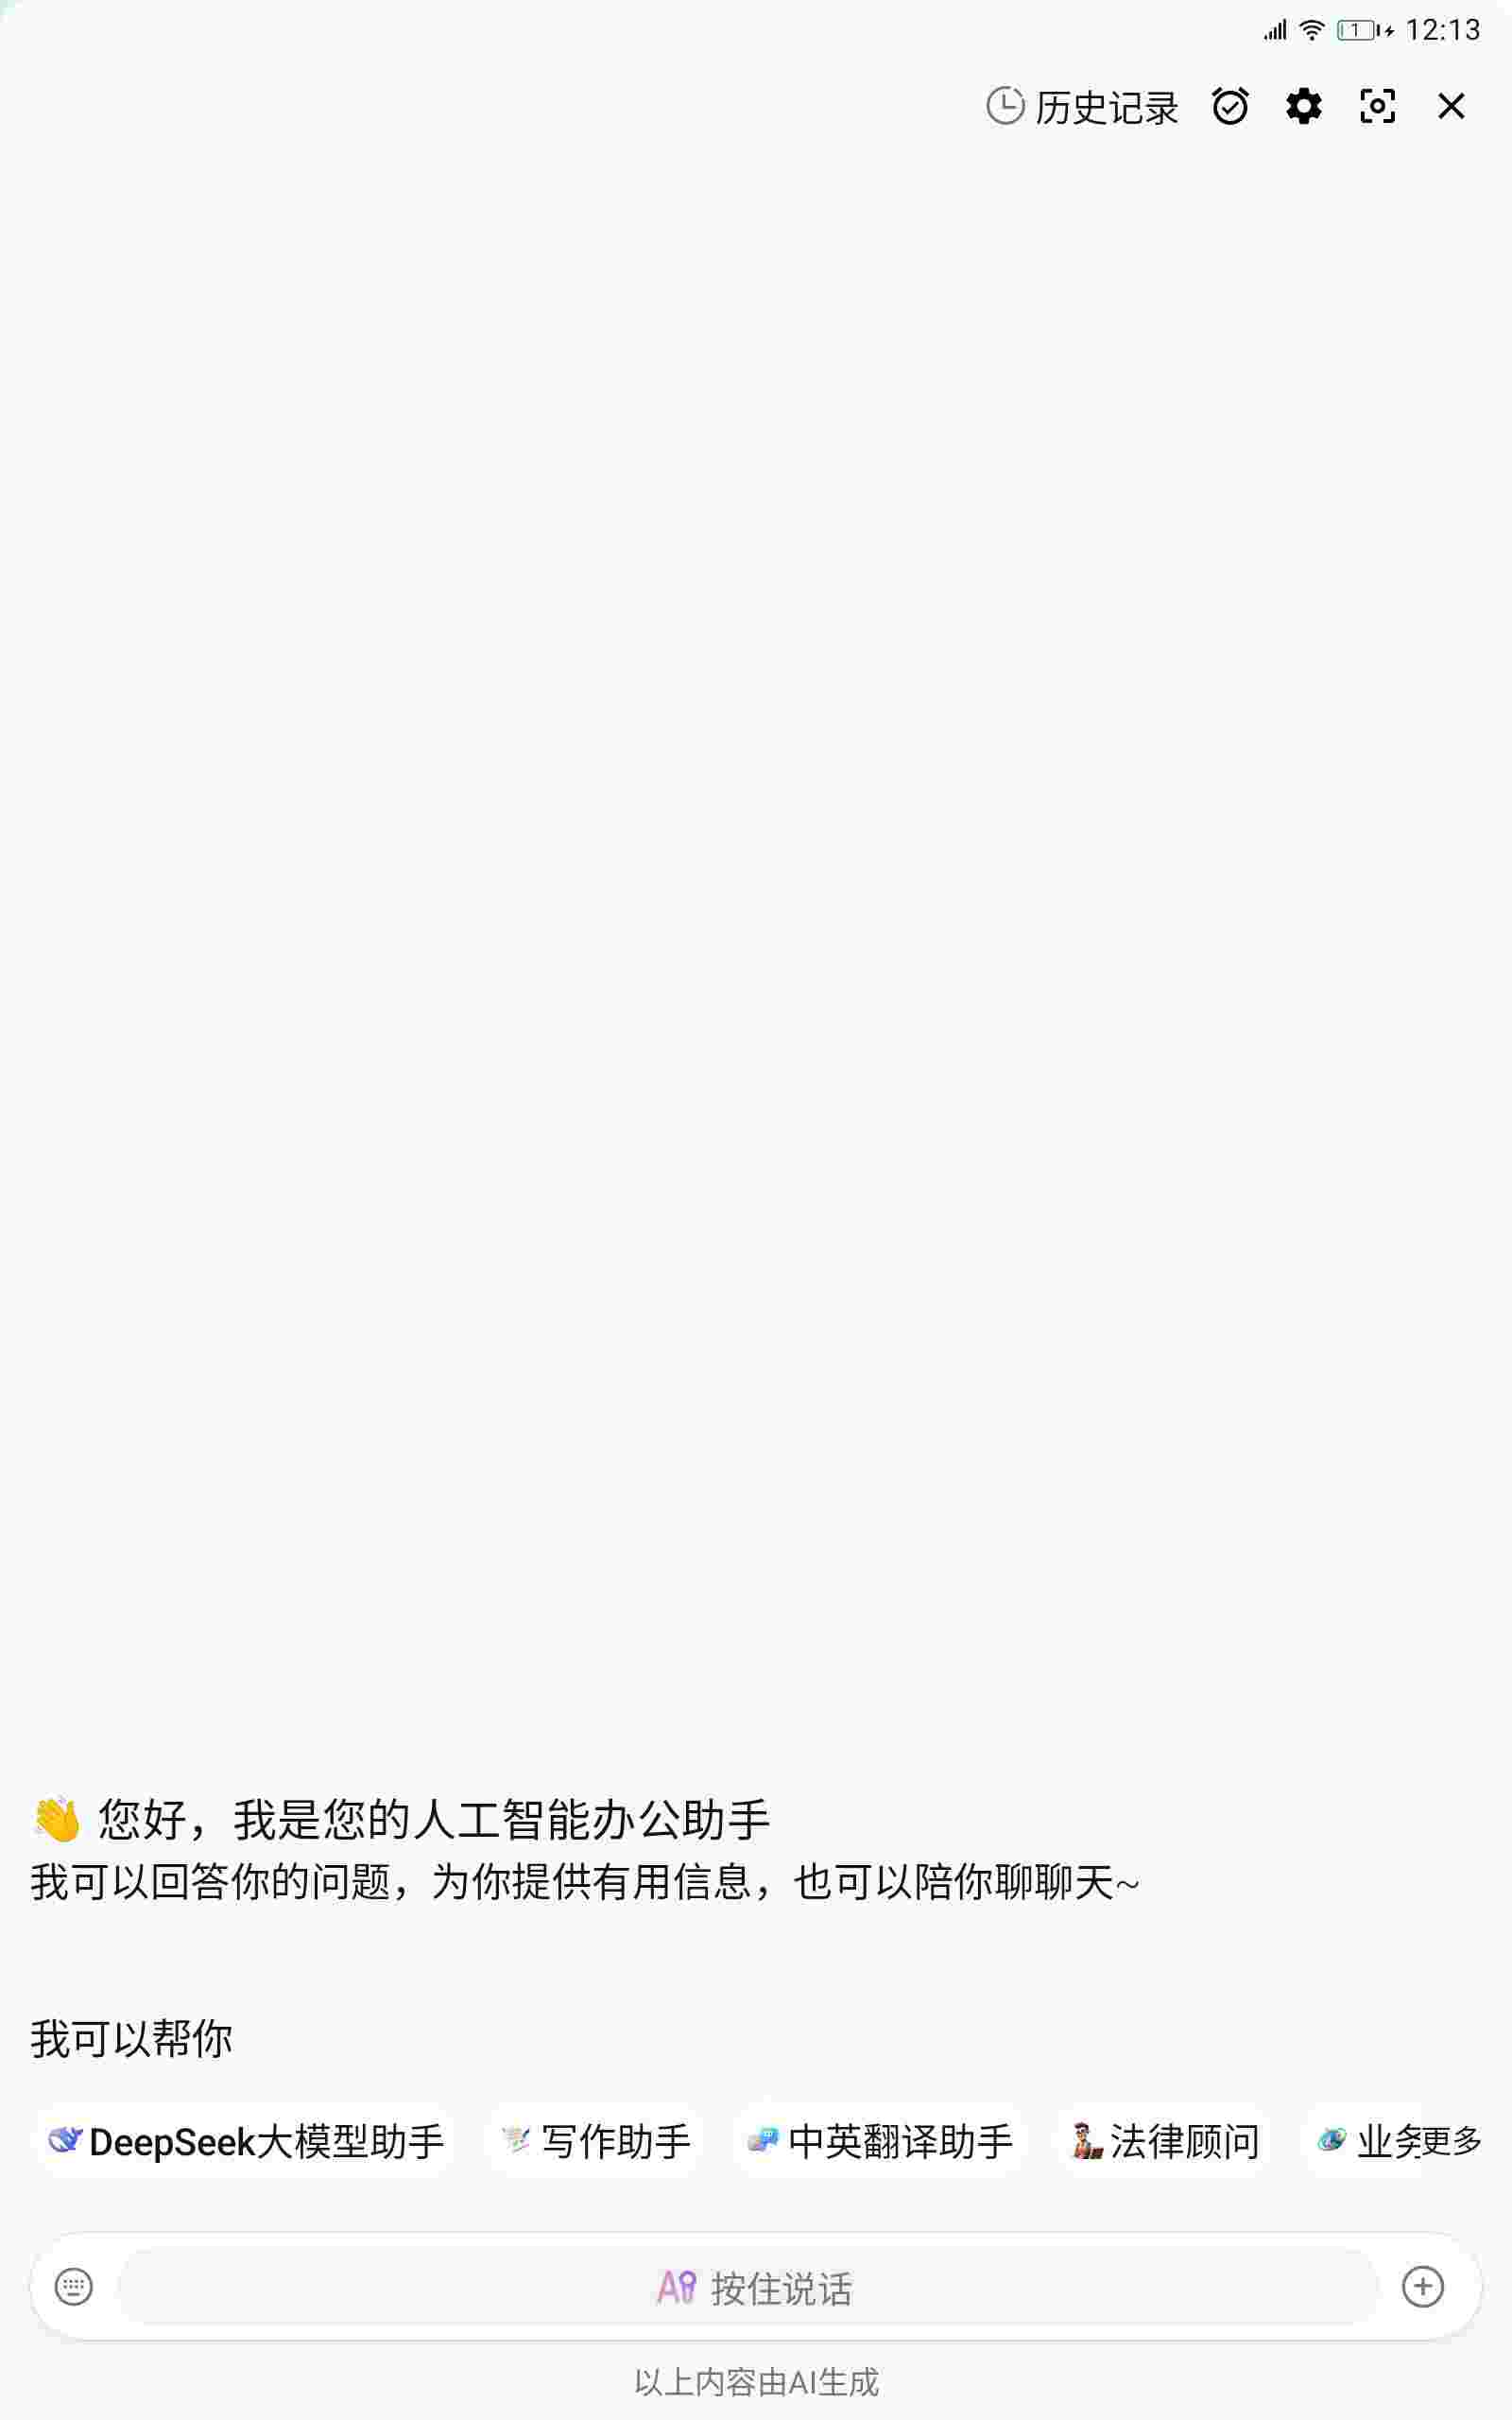 1 12:13
历史记录
您好，我是您的人工智能办公助手
我可以回答你的问题，为你提供有用信息，也可以陪你聊聊天~
我可以帮你
DeepSeek大模型助手 写作助手 中英翻译助手 法律顾问 业务更多
AI 按住说话
以上内容由AI生成